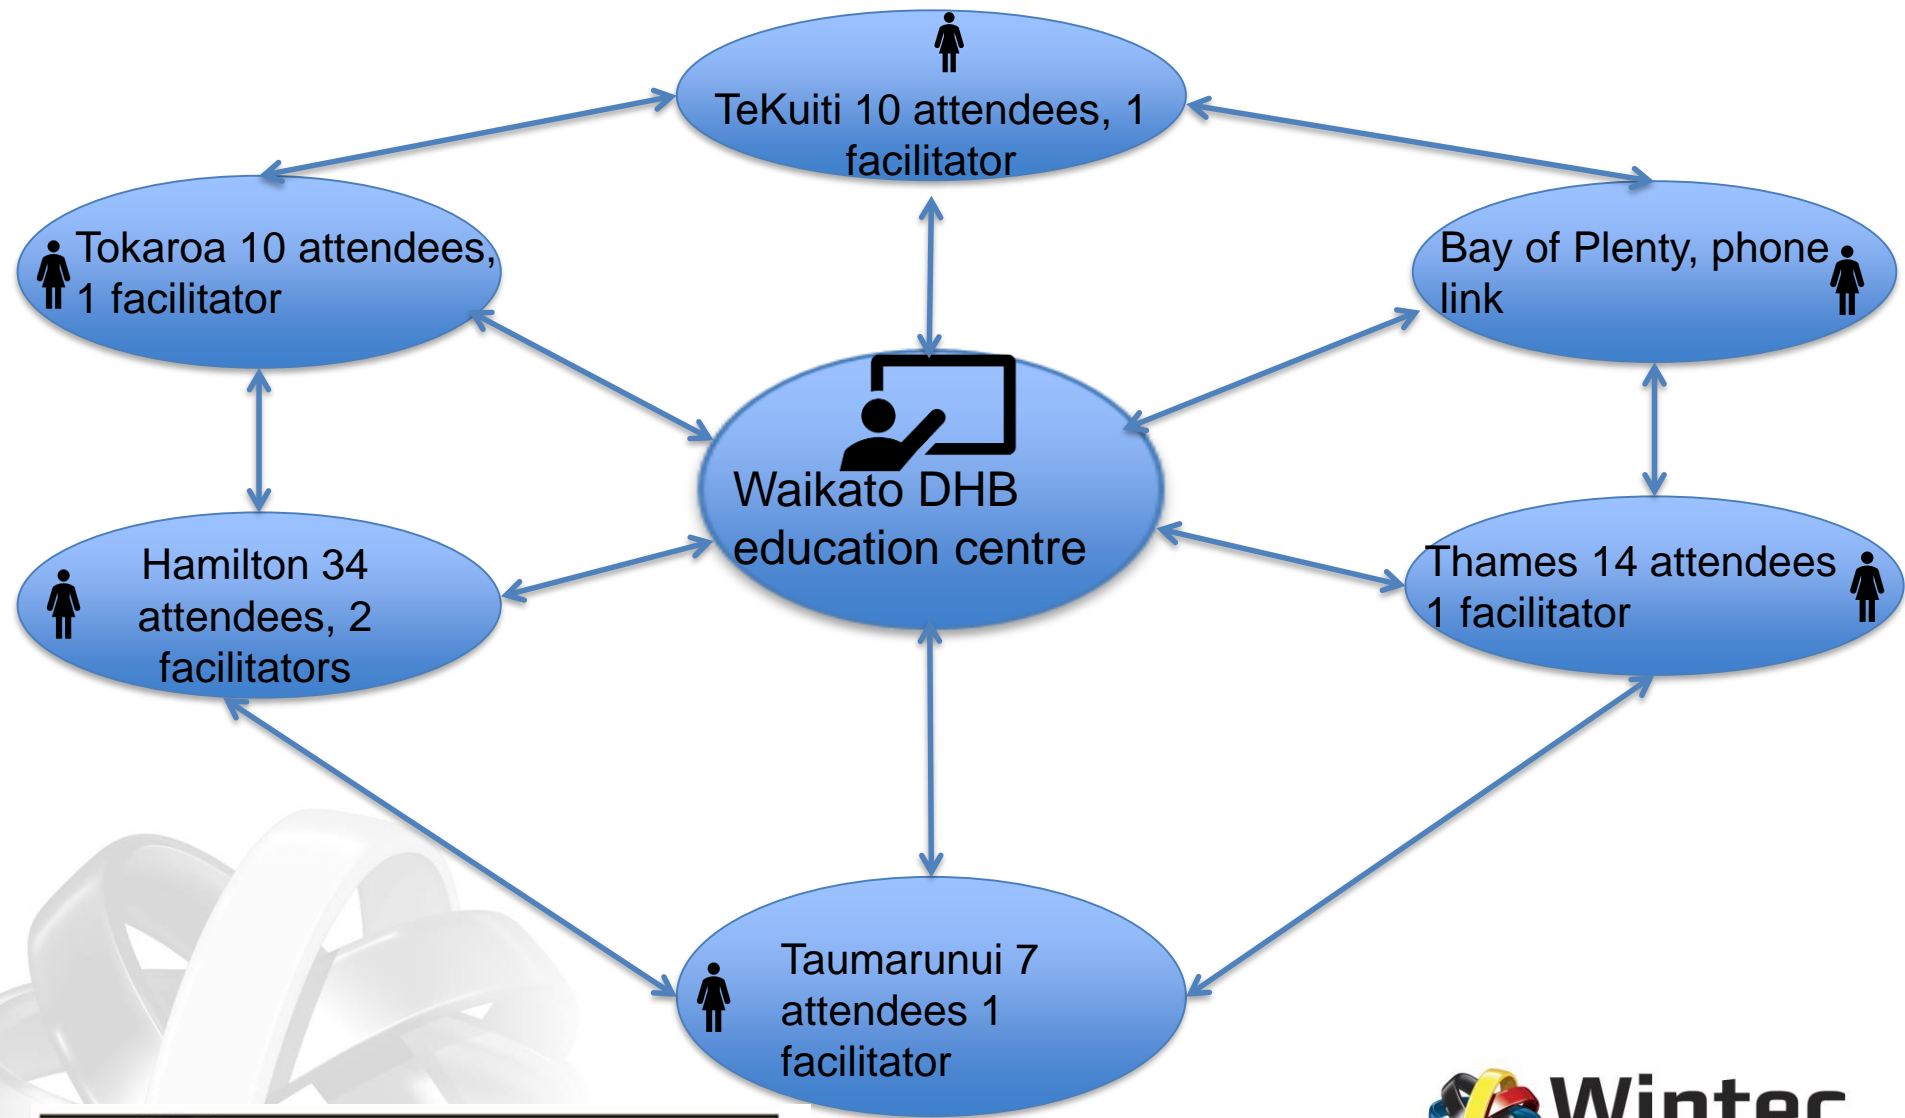 TeKuiti 10 attendees, 1
facilitator
Tokaroa 10 attendees,
1 facilitator
Bay of Plenty, phone
link
Waikato DHB
education centre
Hamilton 34
attendees, 2
facilitators
Thames 14 attendees
1 facilitator
Taumarunui 7
attendees 1
facilitator
Wintec